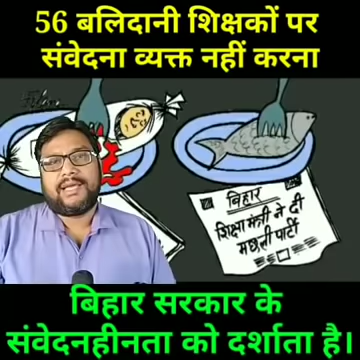 56 बलिदानी शिक्षकों पर
संवेदना व्यक्त नहीं करना
बिहार
शिक्षा मंत्री ने दी
मछली पार्टी
बिहार सरकार के
संवेदनहीनता को दर्शाता है।